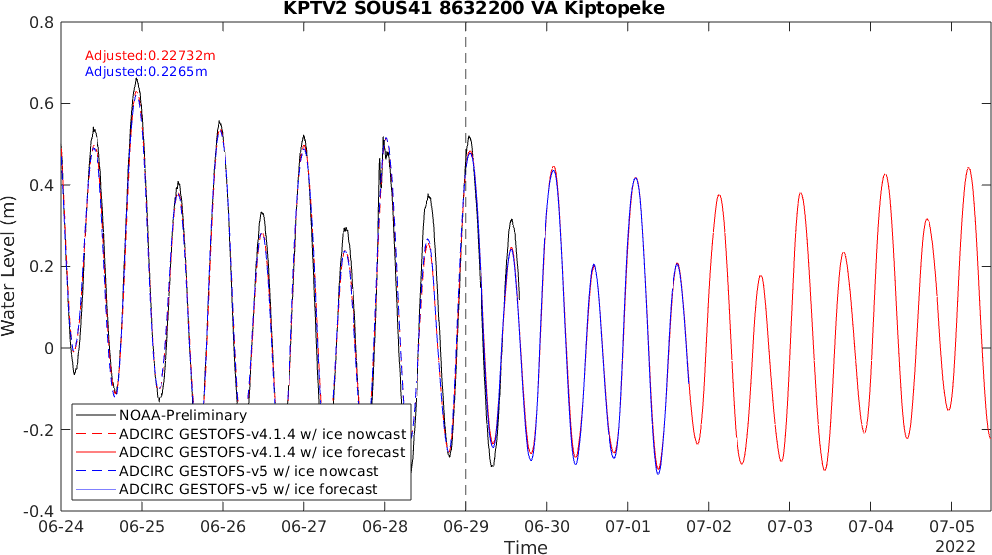 KPTV2 SOUS41 8632200 VA Kiptopeke
Adjusted:0.22732m
Adjusted:0.2265m
0.8
0.6
0.4
0.2
0
-0.2
-0.4
Water Level (m)
NOAA-Preliminary
ADCIRC GESTOFS-v4.1.4 w/ ice nowcast
ADCIRC GESTOFS-v4.1.4 w/ ice forecast
ADCIRC GESTOFS-v5 w/ ice nowcast
ADCIRC GESTOFS-v5 w/ ice forecast
06-24 06-25 06-26 06-27 06-28 06-29 06-30 07-01 07-02 07-03 07-04 07-05
Time
2022